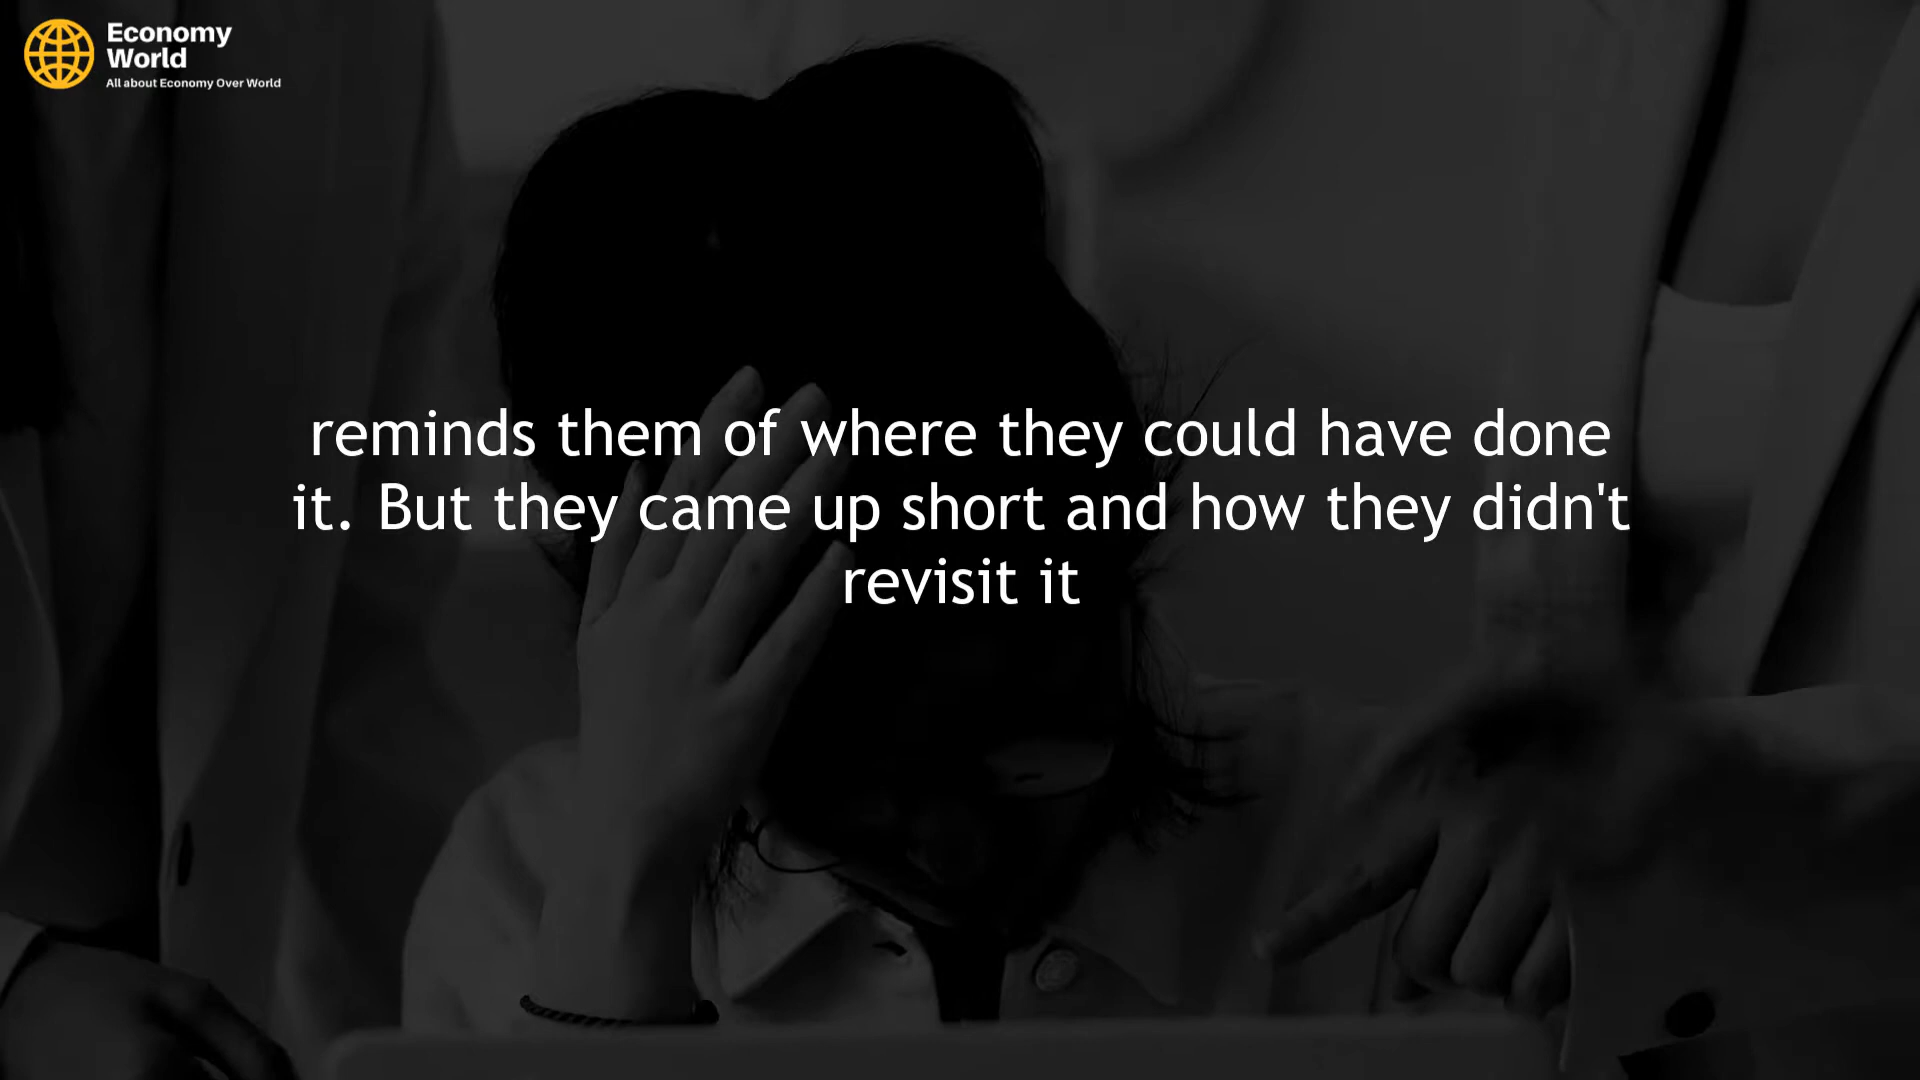 Economy
World
All about Economy Over World
reminds them of where they could have done
it. But they came up short and how they didn't
revisit it